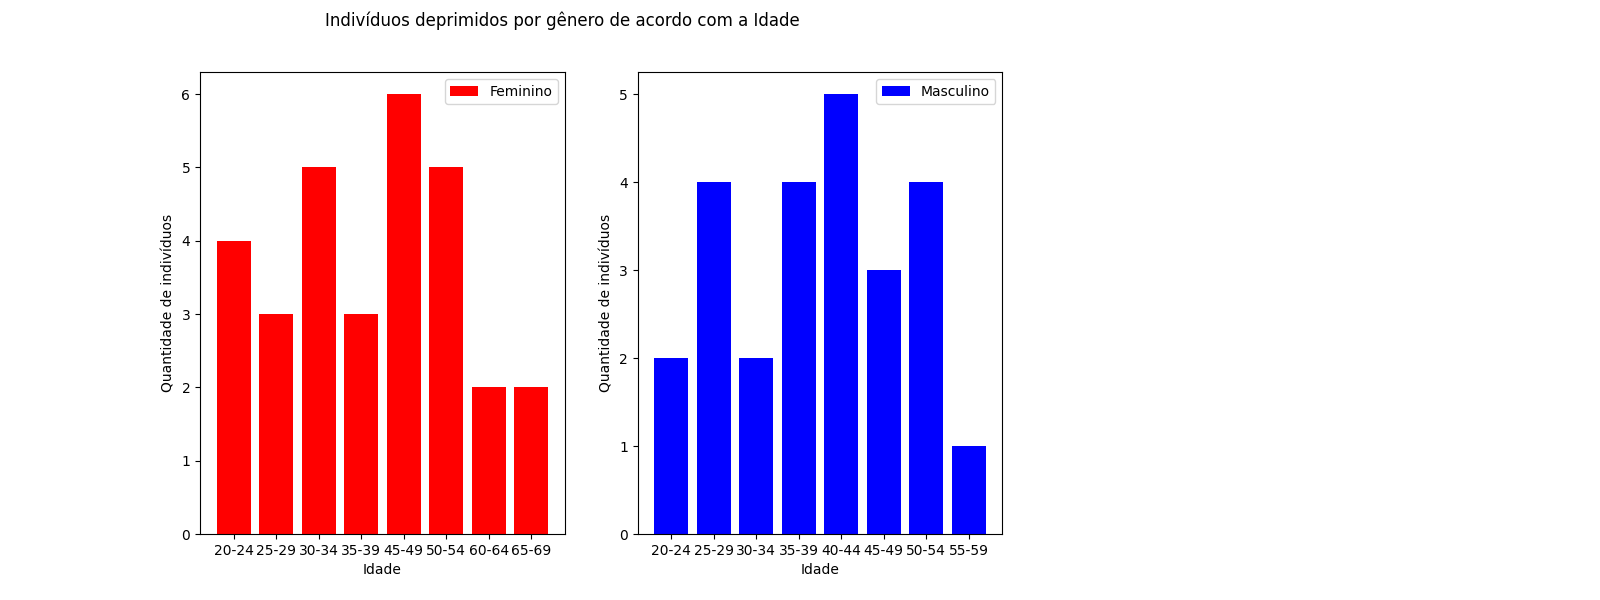 Indivíduos deprimidos por gênero de acordo com a Idade
Feminino
6
5
4
3
2
1
0
Quantidade de indivíduos
20-24 25-29 30-34 35-39 45-49 50-54 60-64 65-69
Idade
Masculino
5
4
3
2
1
0
Quantidade de indivíduos
20-24 25-29 30-34 35-39 40-44 45-49 50-54 55-59
Idade